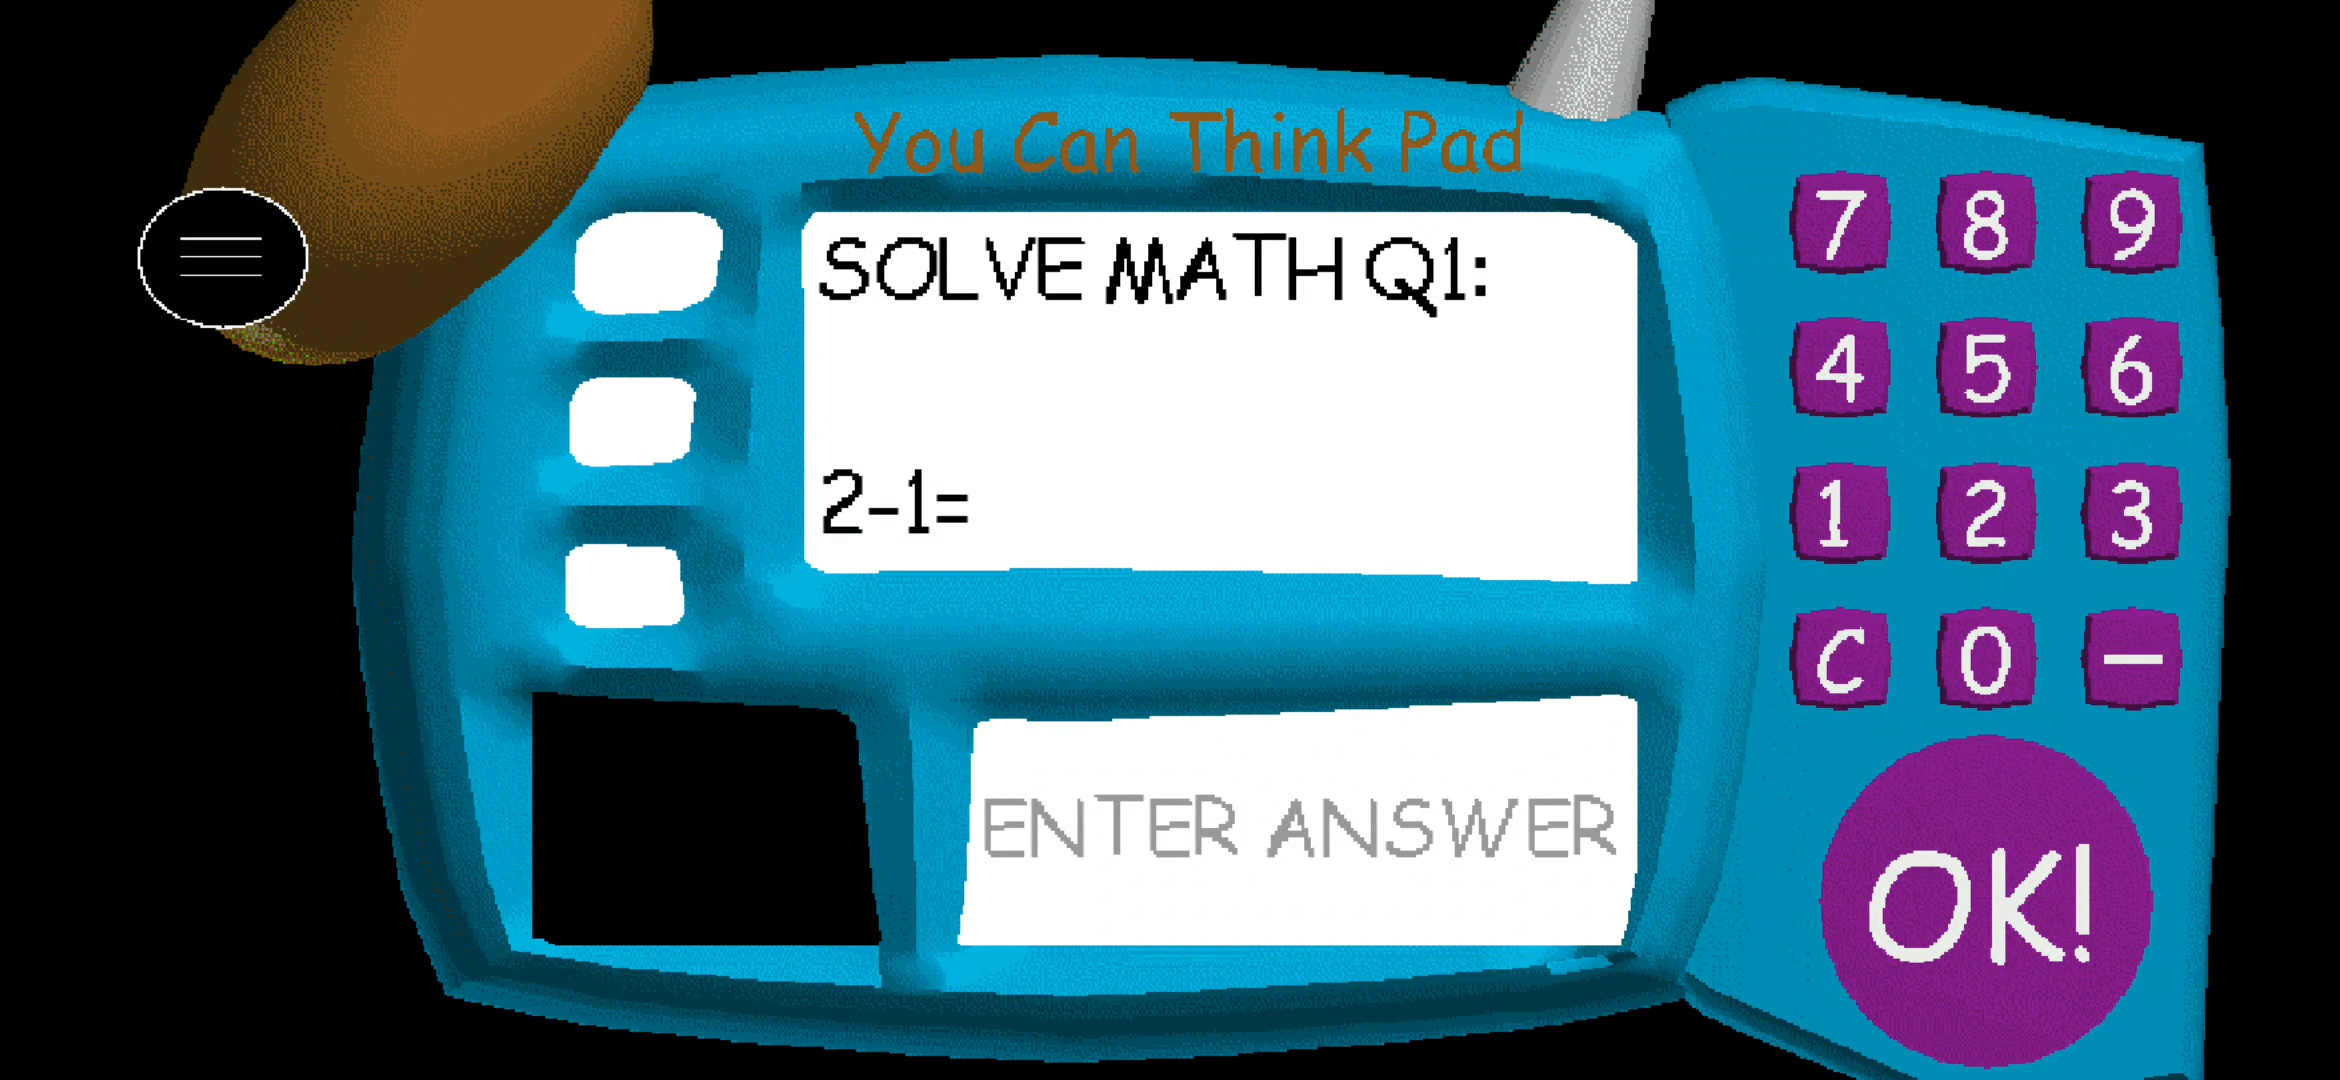 You Can Think Pad
SOLVE MATH Q1:
2-1=
ENTER ANSWER
7 8 9
4 5 6
1 2 3
C 0 –
OK!